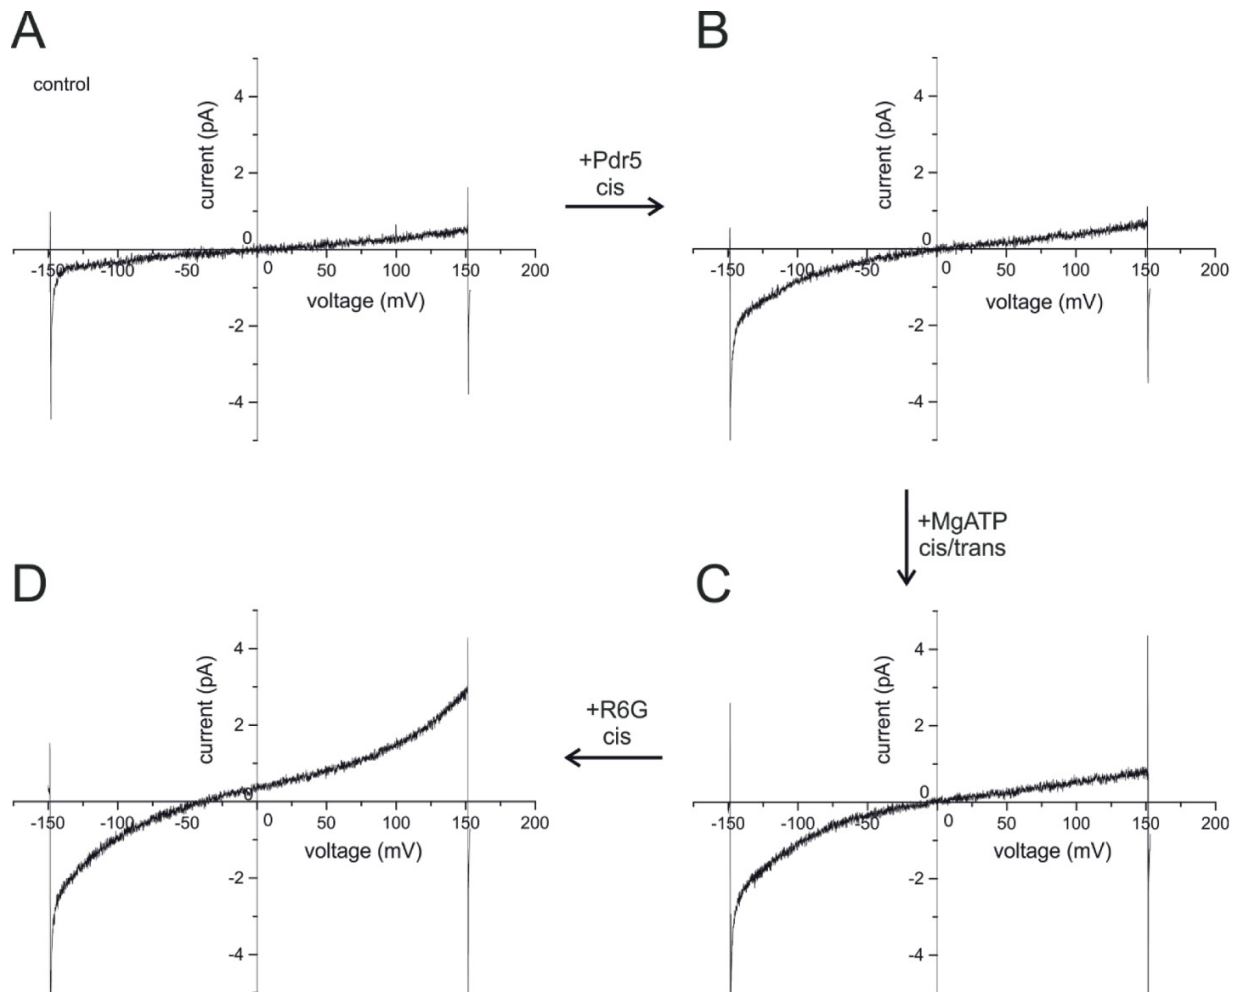 A
control
current (pA)
4
2
0
-2
-4
-150
-100
-50
0
50
100
150
200
voltage (mV)
+Pdr5
cis
B
current (pA)
4
2
0
-2
-4
-150
-100
-50
0
50
100
150
200
voltage (mV)
+MgATP
cis/trans
D
current (pA)
4
2
0
-2
-4
-150
-100
-50
0
50
100
150
200
voltage (mV)
+R6G
cis
C
current (pA)
4
2
0
-2
-4
-150
-100
-50
0
50
100
150
200
voltage (mV)